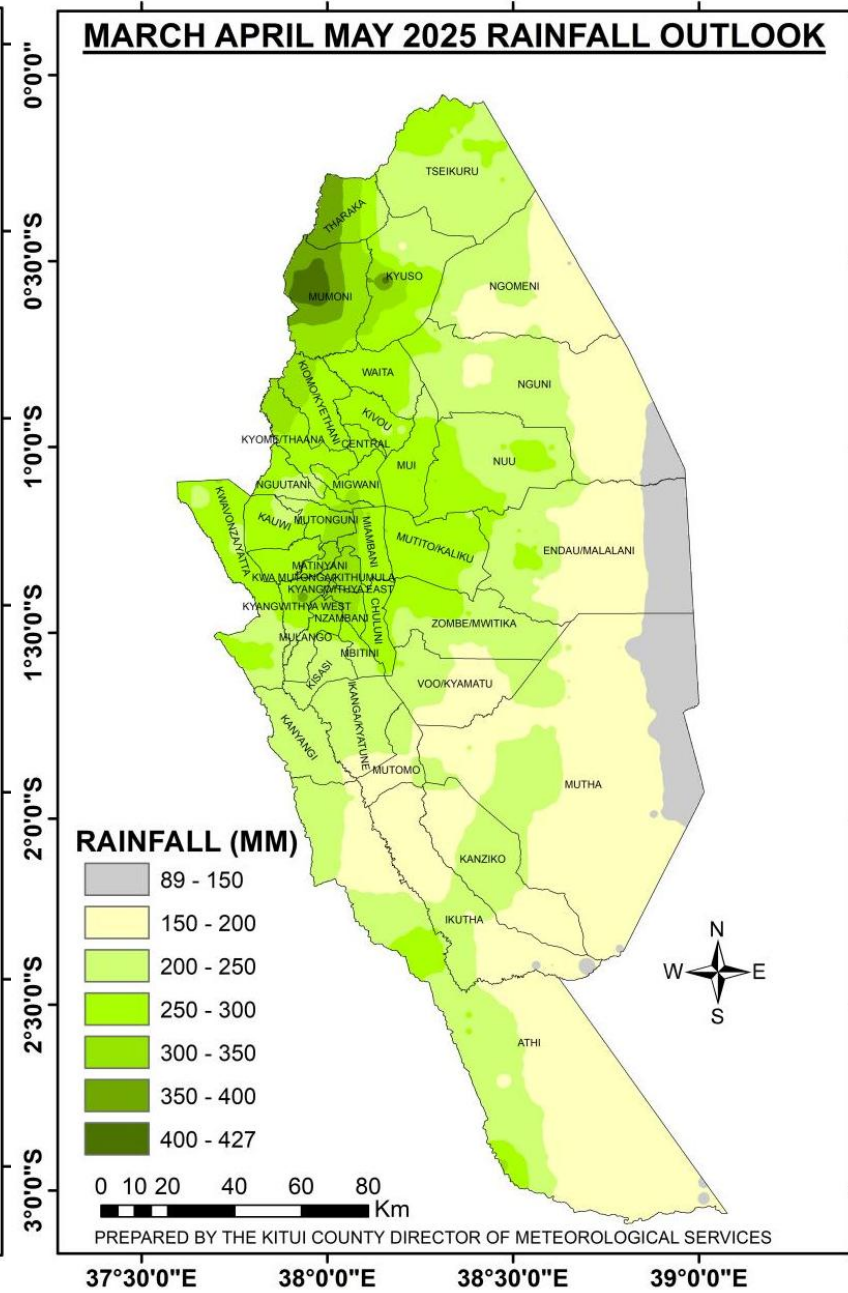 MARCH APRIL MAY 2025 RAINFALL OUTLOOK
0°0'0"
0°30'0"S
1°0'0"S
1°30'0"S
2°0'0"S
2°30'0"S
3°0'0"S
TSEIKURU
THARAKA
KYUSO
MUMONI
NGOMENI
WAITA
KIOMO/KYETHANI
NGUNI
KIVOU
KYOME/THAANA
CENTRAL
MUI
NUU
NGUUTANI
MIGWANI
KWAVONZA/YATTA
KAUWI
MUTONGUNI
MIAMBANI
MUTITO/KALIKU
ENDAU/MALALANI
MATINYANI
KWA MUTONGA/KITHUMULA
KYANGWITHYA EAST
KYANGWITHYA WEST
NZAMBANI
CHULUNI
ZOMBE/MWITIKA
MULANGO
MBITINI
KISASI
VOO/KYAMATU
IKANGA/KYATUNE
KANYANGI
MUTOMO
MUTHA
KANZIKO
IKUTHA
ATHI
RAINFALL (MM)
89 - 150
150 - 200
200 - 250
250 - 300
300 - 350
350 - 400
400 - 427
N
W E
S
0 10 20 40 60 80
Km
PREPARED BY THE KITUI COUNTY DIRECTOR OF METEOROLOGICAL SERVICES
37°30'0"E 38°0'0"E 38°30'0"E 39°0'0"E